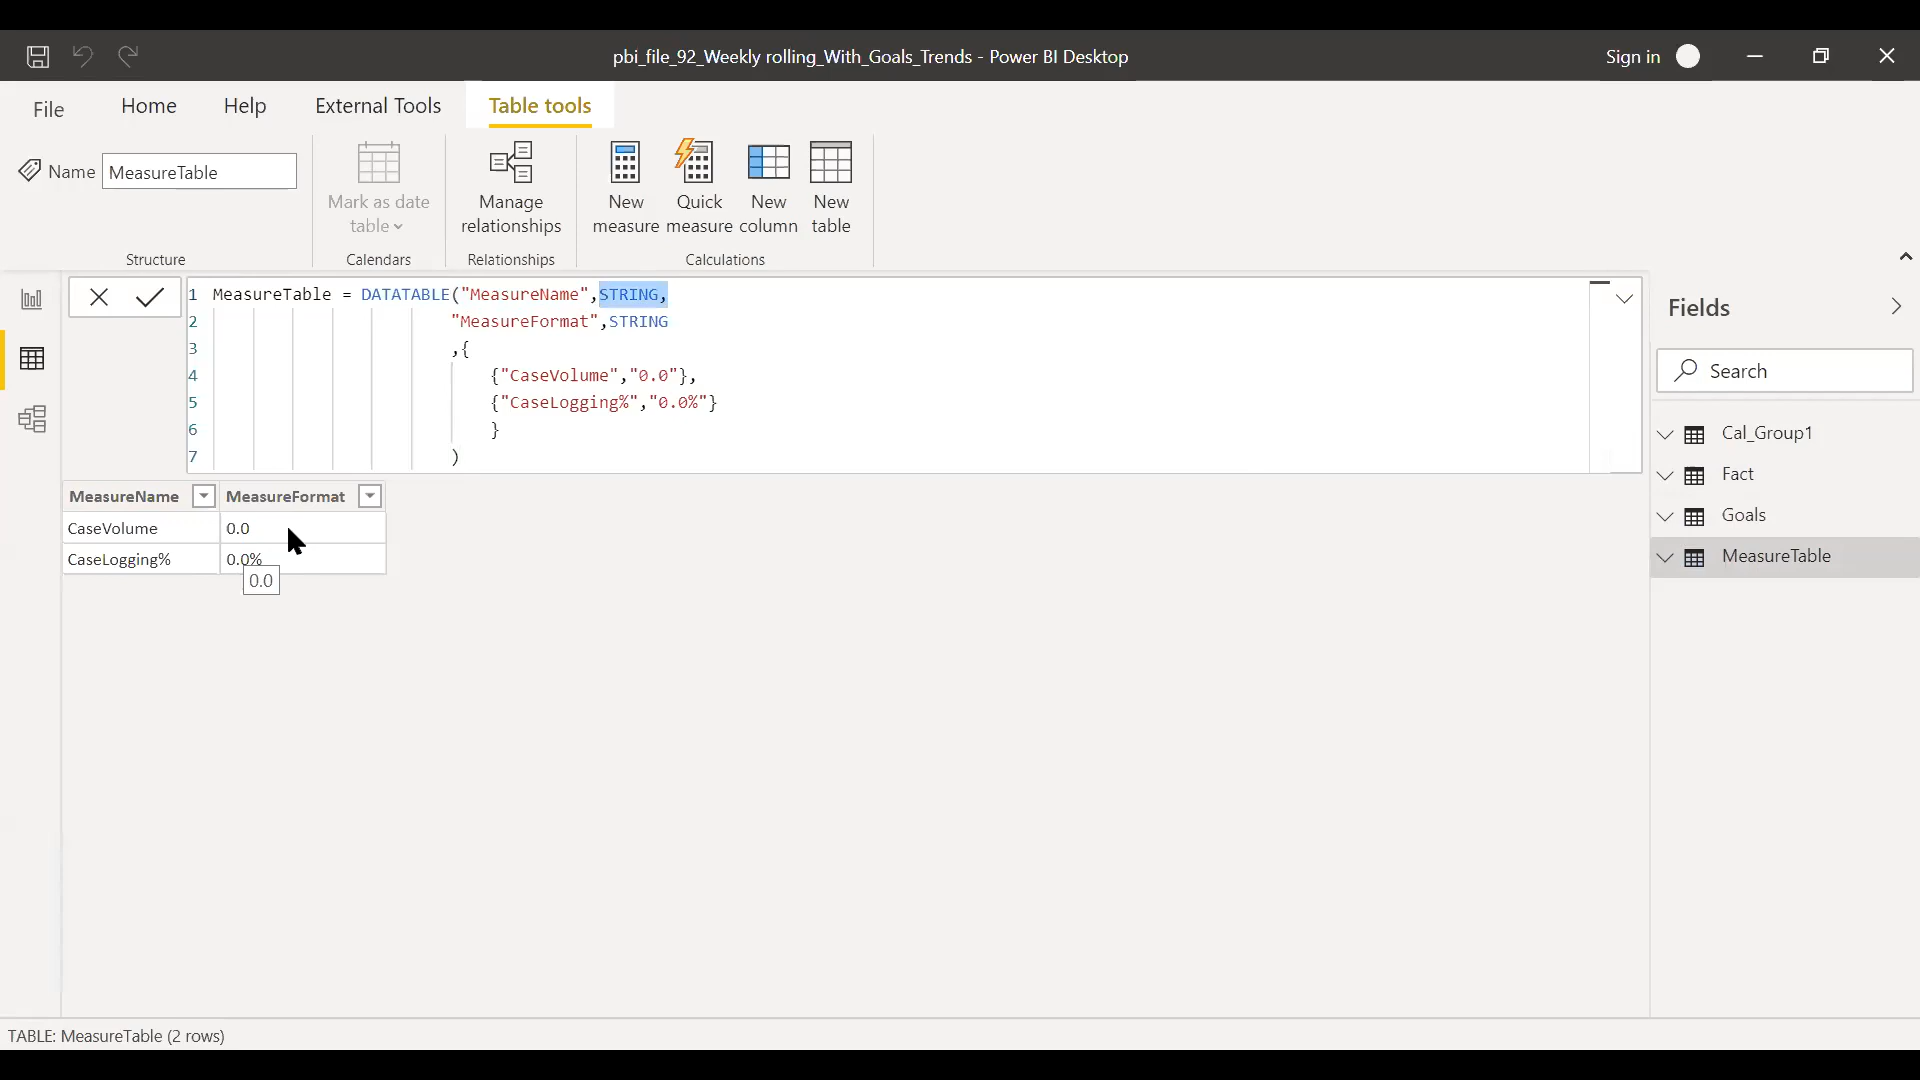 pbi_file_92_Weekly rolling_With_Goals_Trends - Power BI Desktop
Sign in
File
Home
Help
External Tools
Table tools
Name
MeasureTable
Mark as date
table
Manage
relationships
New
measure
Quick
measure
New
column
New
table
Structure
Calendars
Relationships
Calculations
1 MeasureTable = DATATABLE("MeasureName",STRING,
2 "MeasureFormat",STRING
3 ,{
4 {"CaseVolume","0.0"},
5 {"CaseLogging%","0.0%"}
6 }
7 )
Fields
Search
Cal_Group1
Fact
Goals
MeasureTable
MeasureName MeasureFormat
CaseVolume 0.0
CaseLogging% 0.0%
0.0
TABLE: MeasureTable (2 rows)